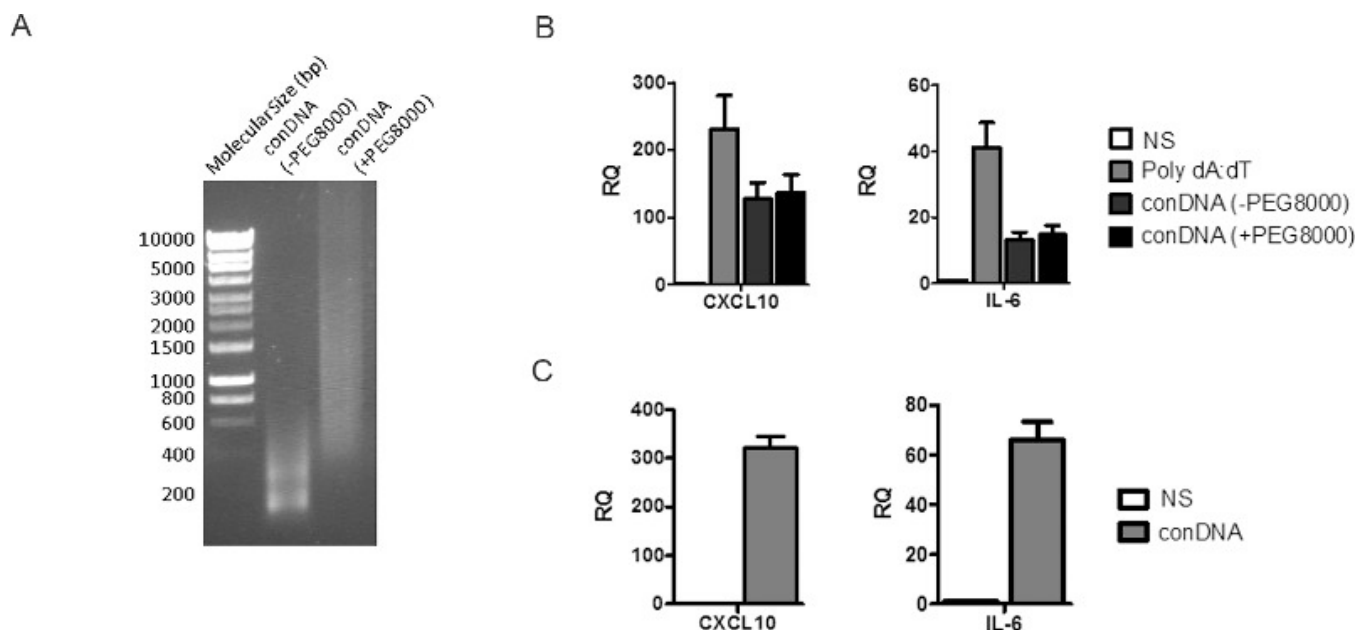 A
MolecularSize (bp)
conDNA
(-PEG8000)
conDNA
(+PEG8000)
10000
5000
3000
2000
1500
1000
800
600
400
200
B
300
200
100
0
RQ
CXCL10
60
40
20
0
RQ
IL-6
NS
Poly dA:dT
conDNA (-PEG8000)
conDNA (+PEG8000)
C
400
300
200
100
0
RQ
CXCL10
80
60
40
20
0
RQ
IL-6
NS
conDNA